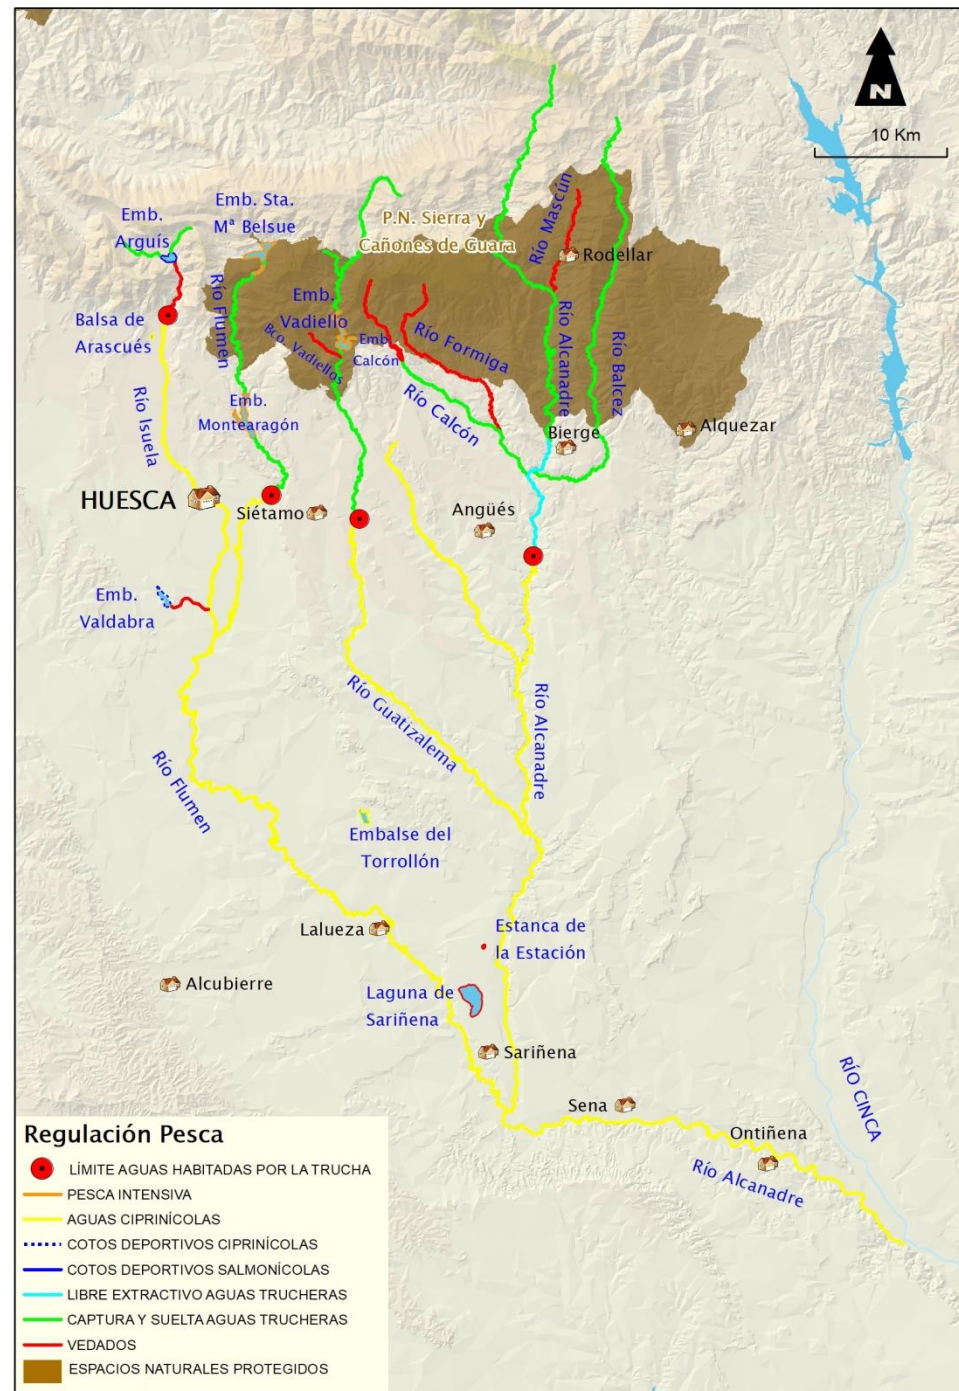 N
10 Km
Emb. Sta.
Mª Belsue
Emb.
Arguís
P.N. Sierra y
Cañones de Guara
Río Mascún
Rodellar
Río Flumen
Emb.
Vadiello
Balsa de
Arascués
Bco. Vadiellos
Emb.
Calcón
Río Formiga
Río Alcanadre
Río Balcez
Río Isuela
Emb.
Montearagón
Río Calcón
Bierge
Alquezar
HUESCA
Siétamo
Angüés
Emb.
Valdabra
Río Guatizalema
Río Alcanadre
Río Flumen
Embalse del
Torrollón
Lalueza
Estanca de
la Estación
Alcubierre
Laguna de
Sariñena
Sariñena
Sena
RÍO CINCA
Ontiñena
Río Alcanadre
Regulación Pesca
LÍMITE AGUAS HABITADAS POR LA TRUCHA
PESCA INTENSIVA
AGUAS CIPRINÍCOLAS
COTOS DEPORTIVOS CIPRINÍCOLAS
COTOS DEPORTIVOS SALMONÍCOLAS
LIBRE EXTRACTIVO AGUAS TRUCHERAS
CAPTURA Y SUELTA AGUAS TRUCHERAS
VEDADOS
ESPACIOS NATURALES PROTEGIDOS